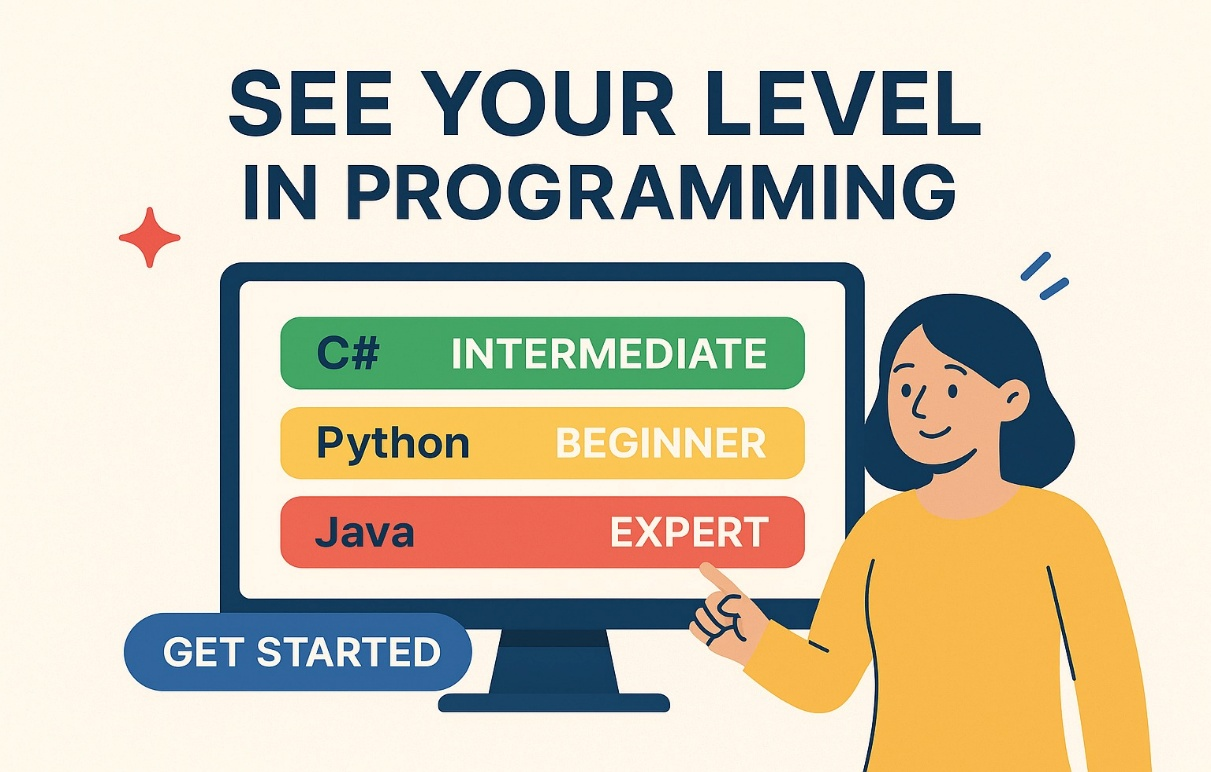 SEE YOUR LEVEL
IN PROGRAMMING
C# INTERMEDIATE
Python BEGINNER
Java EXPERT
GET STARTED